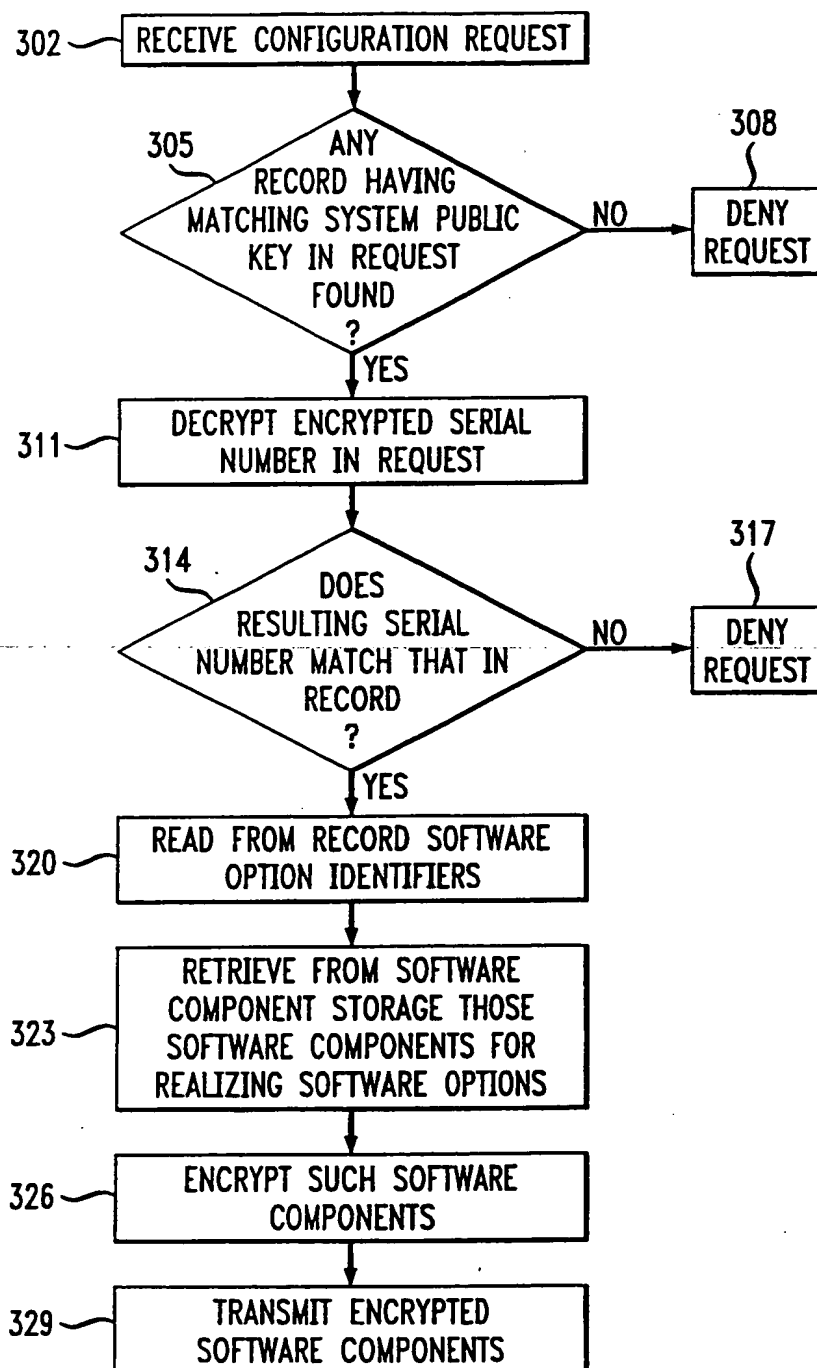 302
RECEIVE CONFIGURATION REQUEST
305
ANY
RECORD HAVING
MATCHING SYSTEM PUBLIC
KEY IN REQUEST
FOUND
?
NO
308
DENY
REQUEST
YES
311
DECRYPT ENCRYPTED SERIAL
NUMBER IN REQUEST
314
DOES
RESULTING SERIAL
NUMBER MATCH THAT IN
RECORD
?
NO
317
DENY
REQUEST
YES
320
READ FROM RECORD SOFTWARE
OPTION IDENTIFIERS
323
RETRIEVE FROM SOFTWARE
COMPONENT STORAGE THOSE
SOFTWARE COMPONENTS FOR
REALIZING SOFTWARE OPTIONS
326
ENCRYPT SUCH SOFTWARE
COMPONENTS
329
TRANSMIT ENCRYPTED
SOFTWARE COMPONENTS